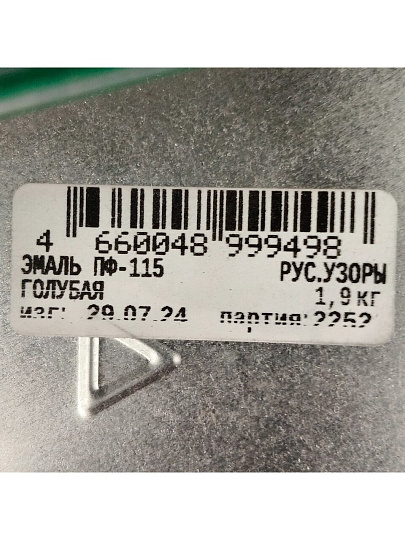 4 660048 999498
ЭМАЛЬ ПФ-115 РУС.УЗОРЫ
ГОЛУБАЯ 1,9 кг
изг: 29.07.24 партия:2252